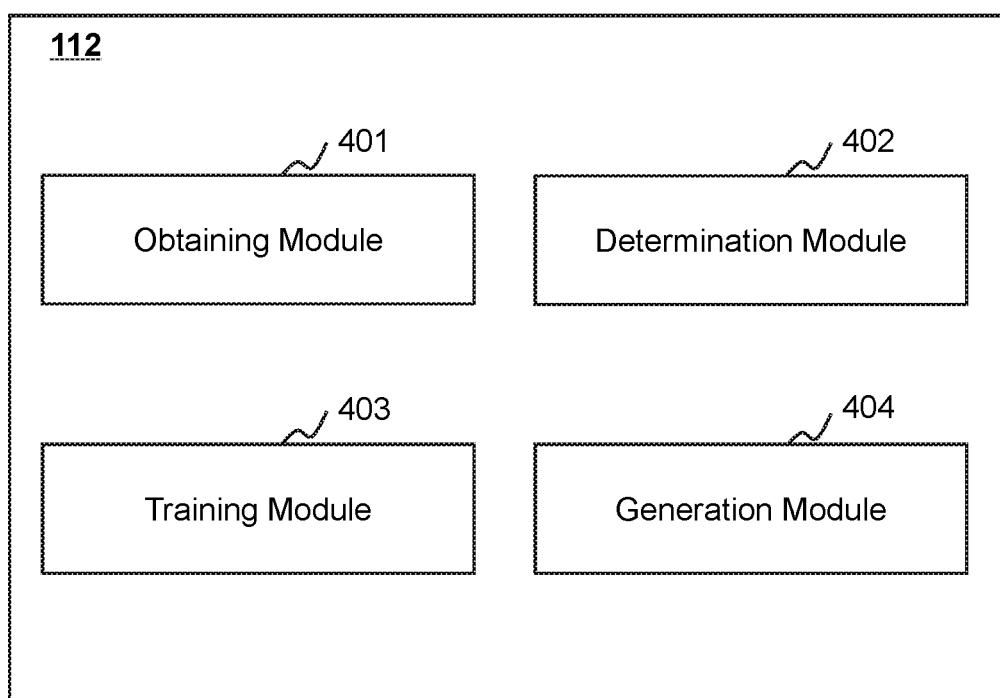 112
401
Obtaining Module
402
Determination Module
403
Training Module
404
Generation Module